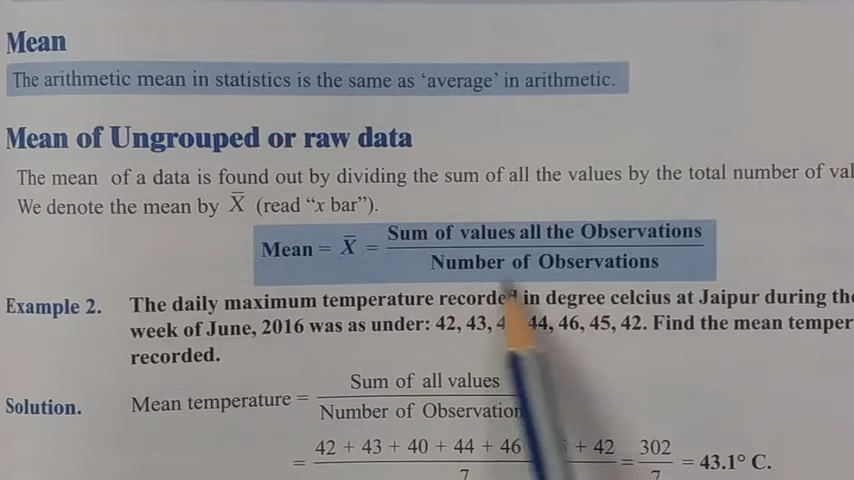 Mean
The arithmetic mean in statistics is the same as ‘average’ in arithmetic.
Mean of Ungrouped or raw data
The mean of a data is found out by dividing the sum of all the values by the total number of
We denote the mean by X̅ (read “x bar”).
Mean = X̅ = Sum of values all the Observations
Number of Observations
Example 2. The daily maximum temperature recorded in degree celcius at Jaipur during
week of June, 2016 was as under: 42, 43, 44, 46, 45, 42. Find the mean
recorded.
Solution. Mean temperature = Sum of all values
Number of Observation
= 42 + 43 + 40 + 44 + 46 + 42 = 302 = 43.1° C.
7 7